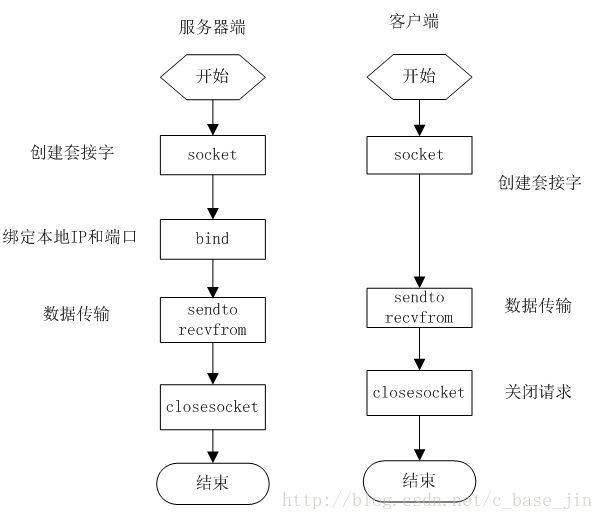 服务器端
客户端
开始
开始
创建套接字
socket
socket
创建套接字
绑定本地IP和端口
bind
数据传输
sendto
recvfrom
sendto
recvfrom
数据传输
closesocket
closesocket
关闭请求
结束
结束
http://blog.csdn.net/c_base_jin